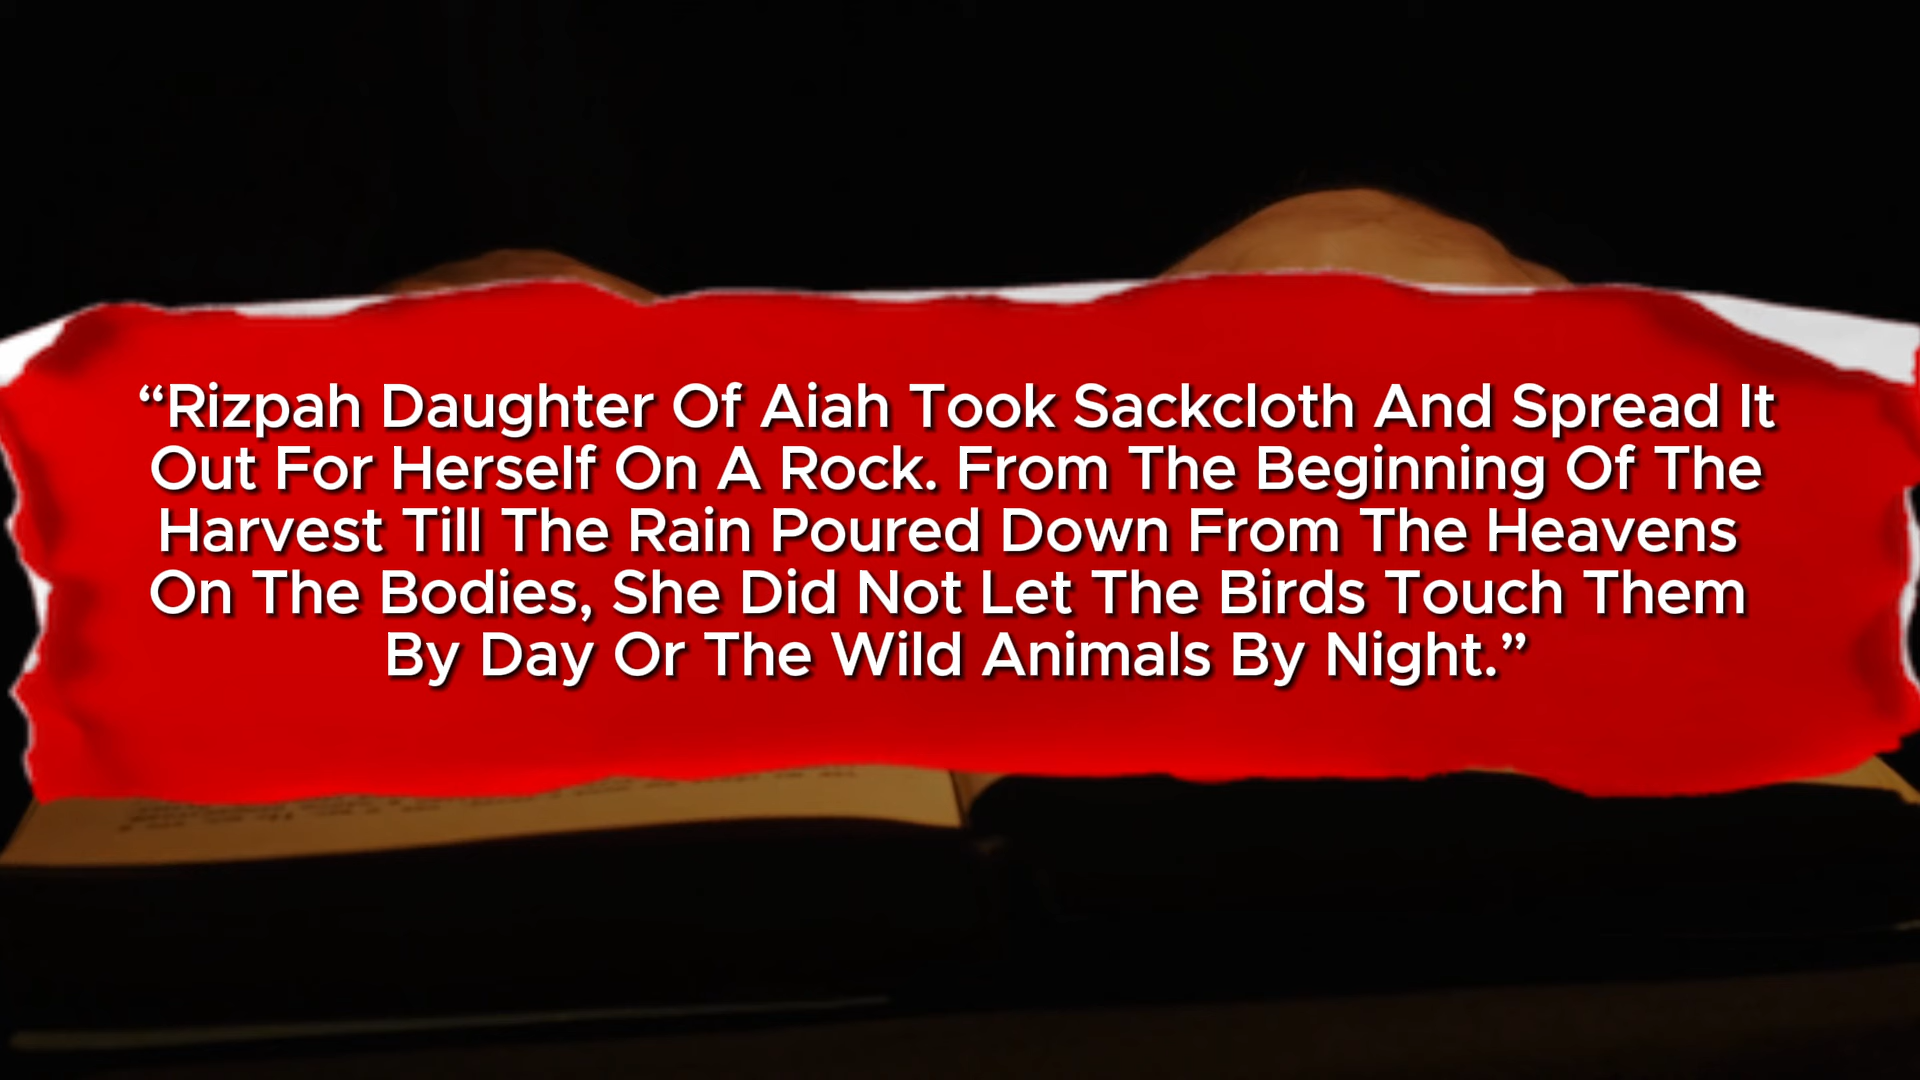 “Rizpah Daughter Of Aiah Took Sackcloth And Spread It
Out For Herself On A Rock. From The Beginning Of The
Harvest Till The Rain Poured Down From The Heavens
On The Bodies, She Did Not Let The Birds Touch Them
By Day Or The Wild Animals By Night.”